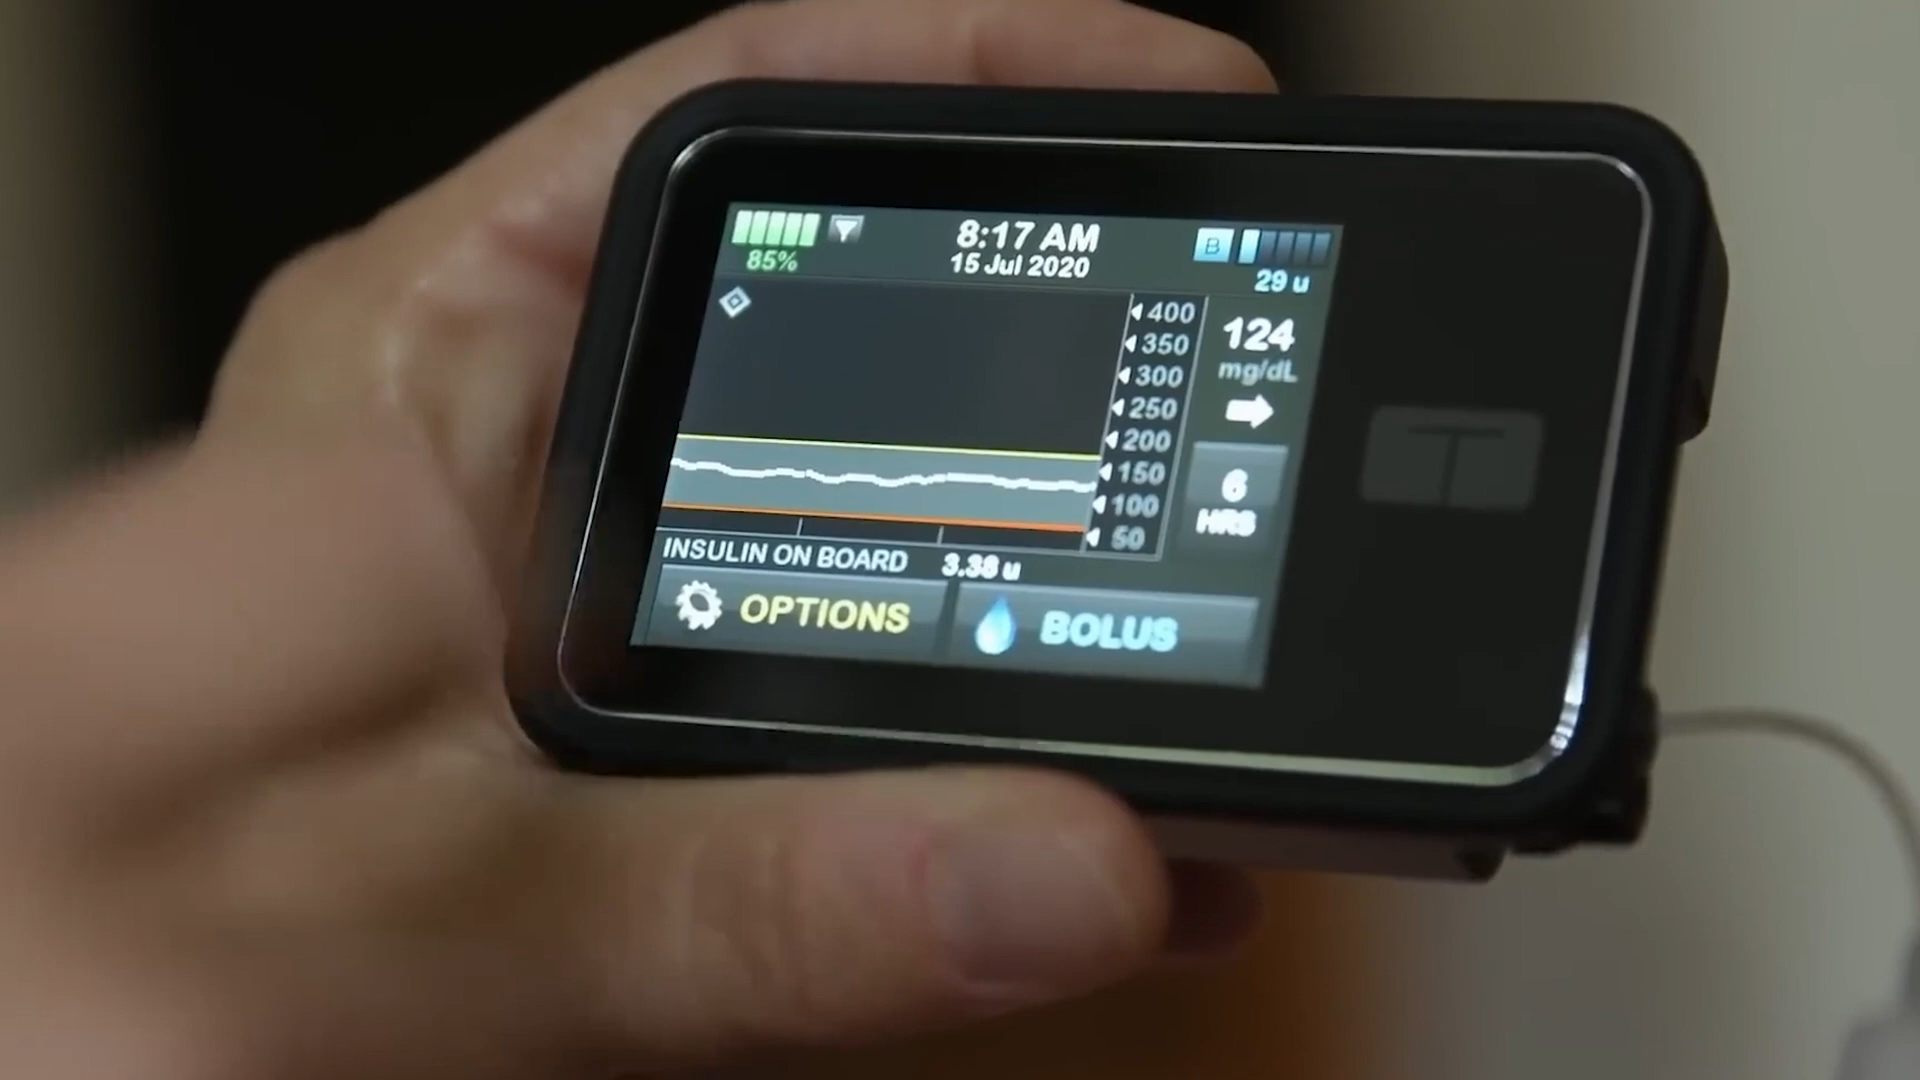 8:17 AM
85%
15 Jul 2020
B
29 u
400
350
300
250
200
150
100
50
124
mg/dL
6
HRS
INSULIN ON BOARD 3.38 u
OPTIONS
BOLUS
T